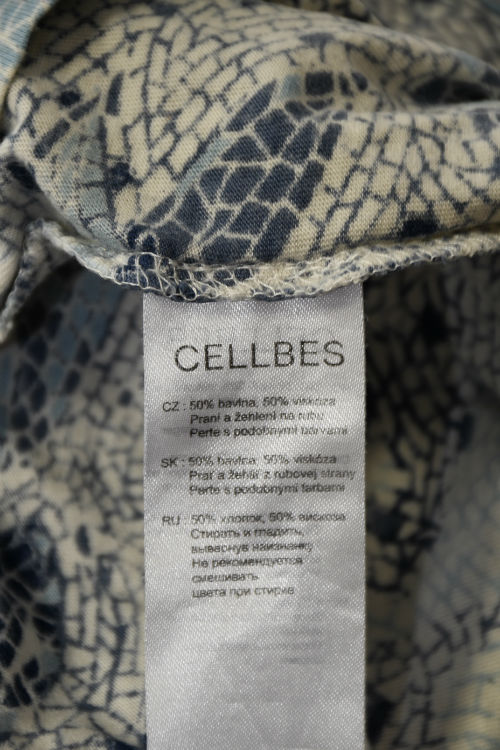 CELLBES
CZ : 50% bavlna, 50% viskóza
Praní a ženlení na rubu
Perte s podobnými barvami
SK : 50% bavlna, 50% viskóza
Prať a žehliť z rubovej strany
Perte s podobnými farbami
RU : 50% хлопок, 50% вискоза
Стирать и гладить,
вывернув наизнанку
Не рекомендуется
смешивать
цвета при стирке